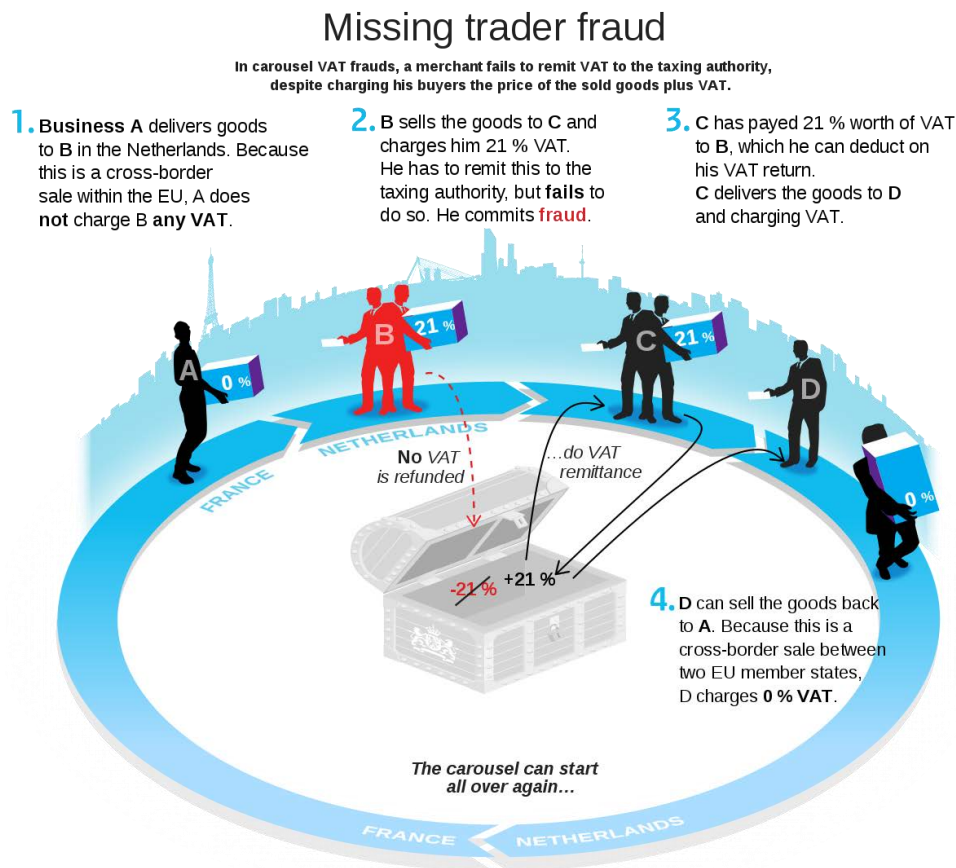 Missing trader fraud
In carousel VAT frauds, a merchant fails to remit VAT to the taxing authority,
despite charging his buyers the price of the sold goods plus VAT.
1. Business A delivers goods
to B in the Netherlands. Because
this is a cross-border
sale within the EU, A does
not charge B any VAT.
2. B sells the goods to C and
charges him 21 % VAT.
He has to remit this to the
taxing authority, but fails to
do so. He commits fraud.
3. C has payed 21 % worth of VAT
to B, which he can deduct on
his VAT return.
C delivers the goods to D
and charging VAT.
A
0 %
B
21 %
C
21 %
D
0 %
FRANCE
NETHERLANDS
No VAT
is refunded
...do VAT
remittance
-21 %
+21 %
4. D can sell the goods back
to A. Because this is a
cross-border sale between
two EU member states,
D charges 0 % VAT.
The carousel can start
all over again...
FRANCE
NETHERLANDS